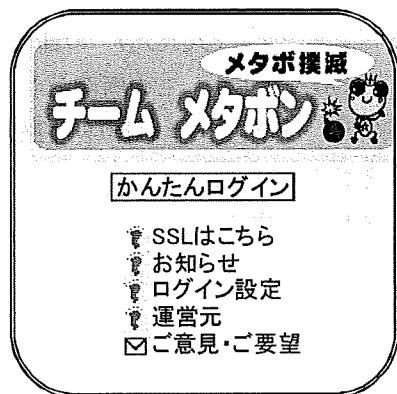 メタボ撲滅
チーム メタボン
かんたんログイン
SSLはこちら
お知らせ
ログイン設定
運営元
ご意見・ご要望